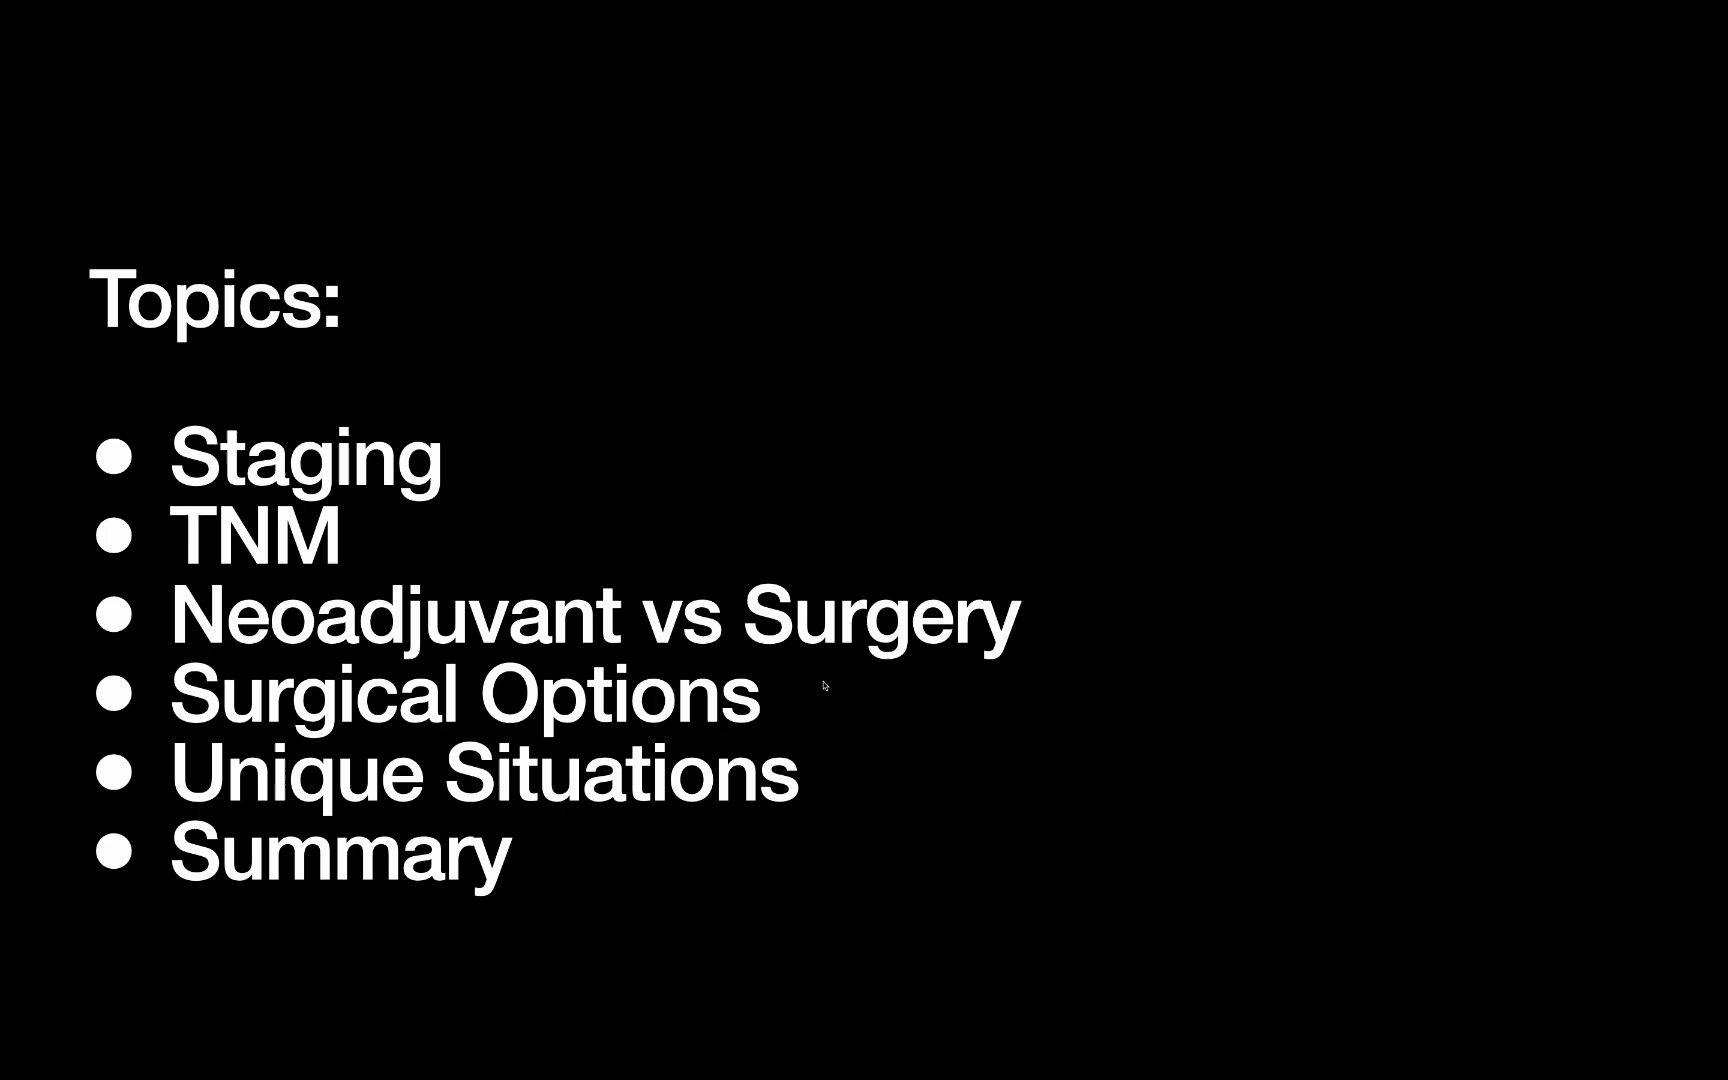 Topics:
● Staging
● TNM
● Neoadjuvant vs Surgery
● Surgical Options
● Unique Situations
● Summary